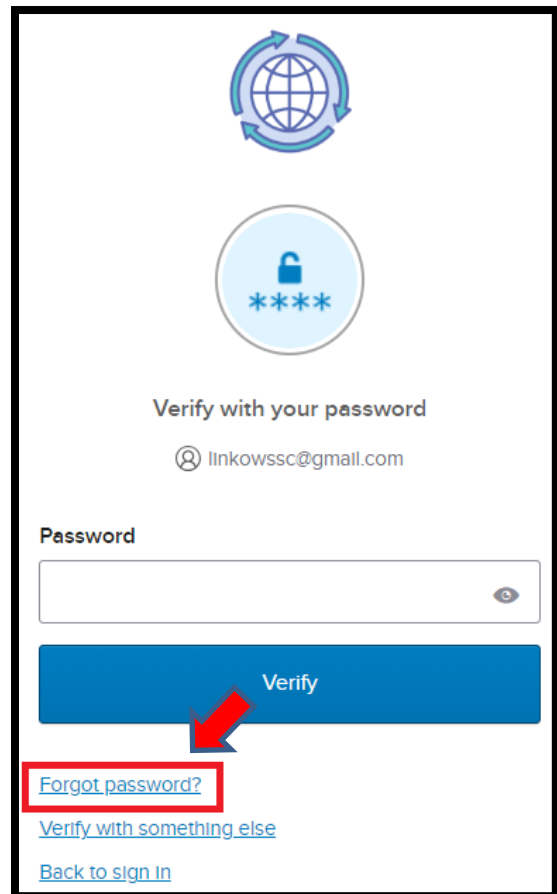 ****
Verify with your password
linkowssc@gmail.com
Password
Verify
Forgot password?
Verify with something else
Back to sign in